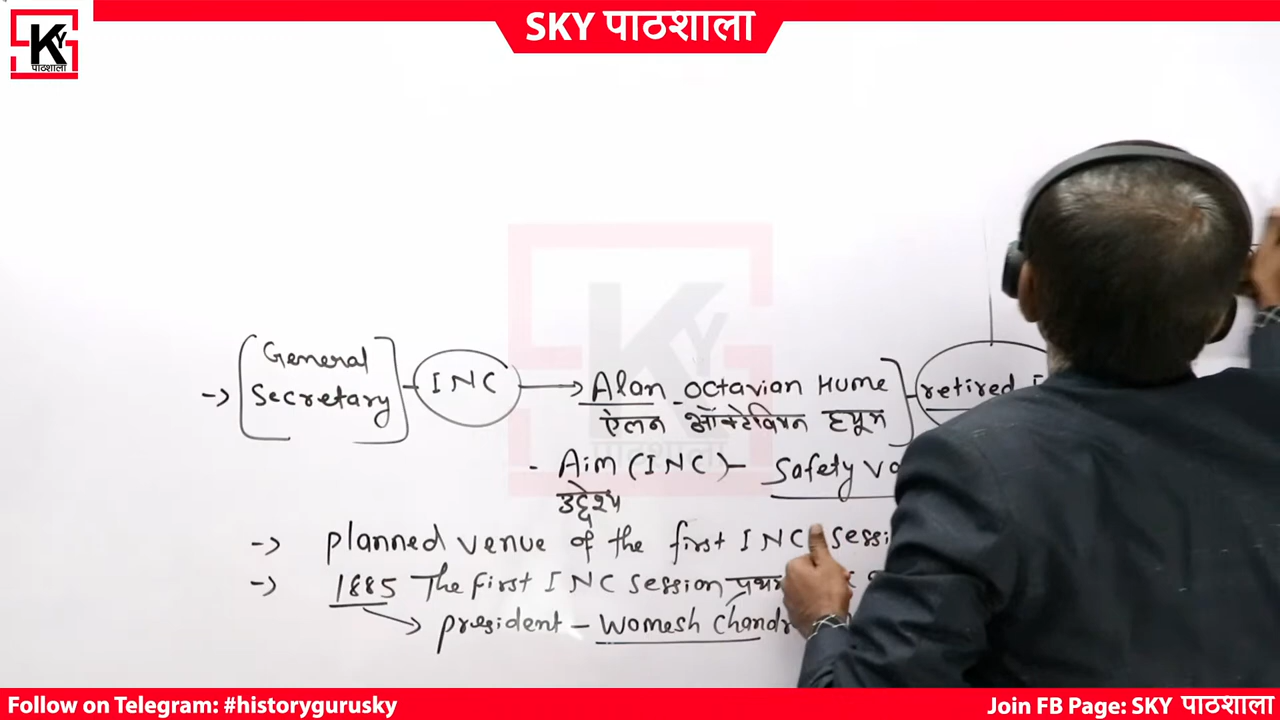 SKY पाठशाला
SKY
पाठशाला
-> General Secretary - INC -> Alan octavian Hume - retired
ऐलन ऑक्टेवियन ह्यूम
- Aim (INC) - Safety
उद्देश्य
-> planned venue of the first INC
-> 1885 The first INC session
-> president - Womesh
Follow on Telegram: #historygurusky
Join FB Page: SKY पाठशाला